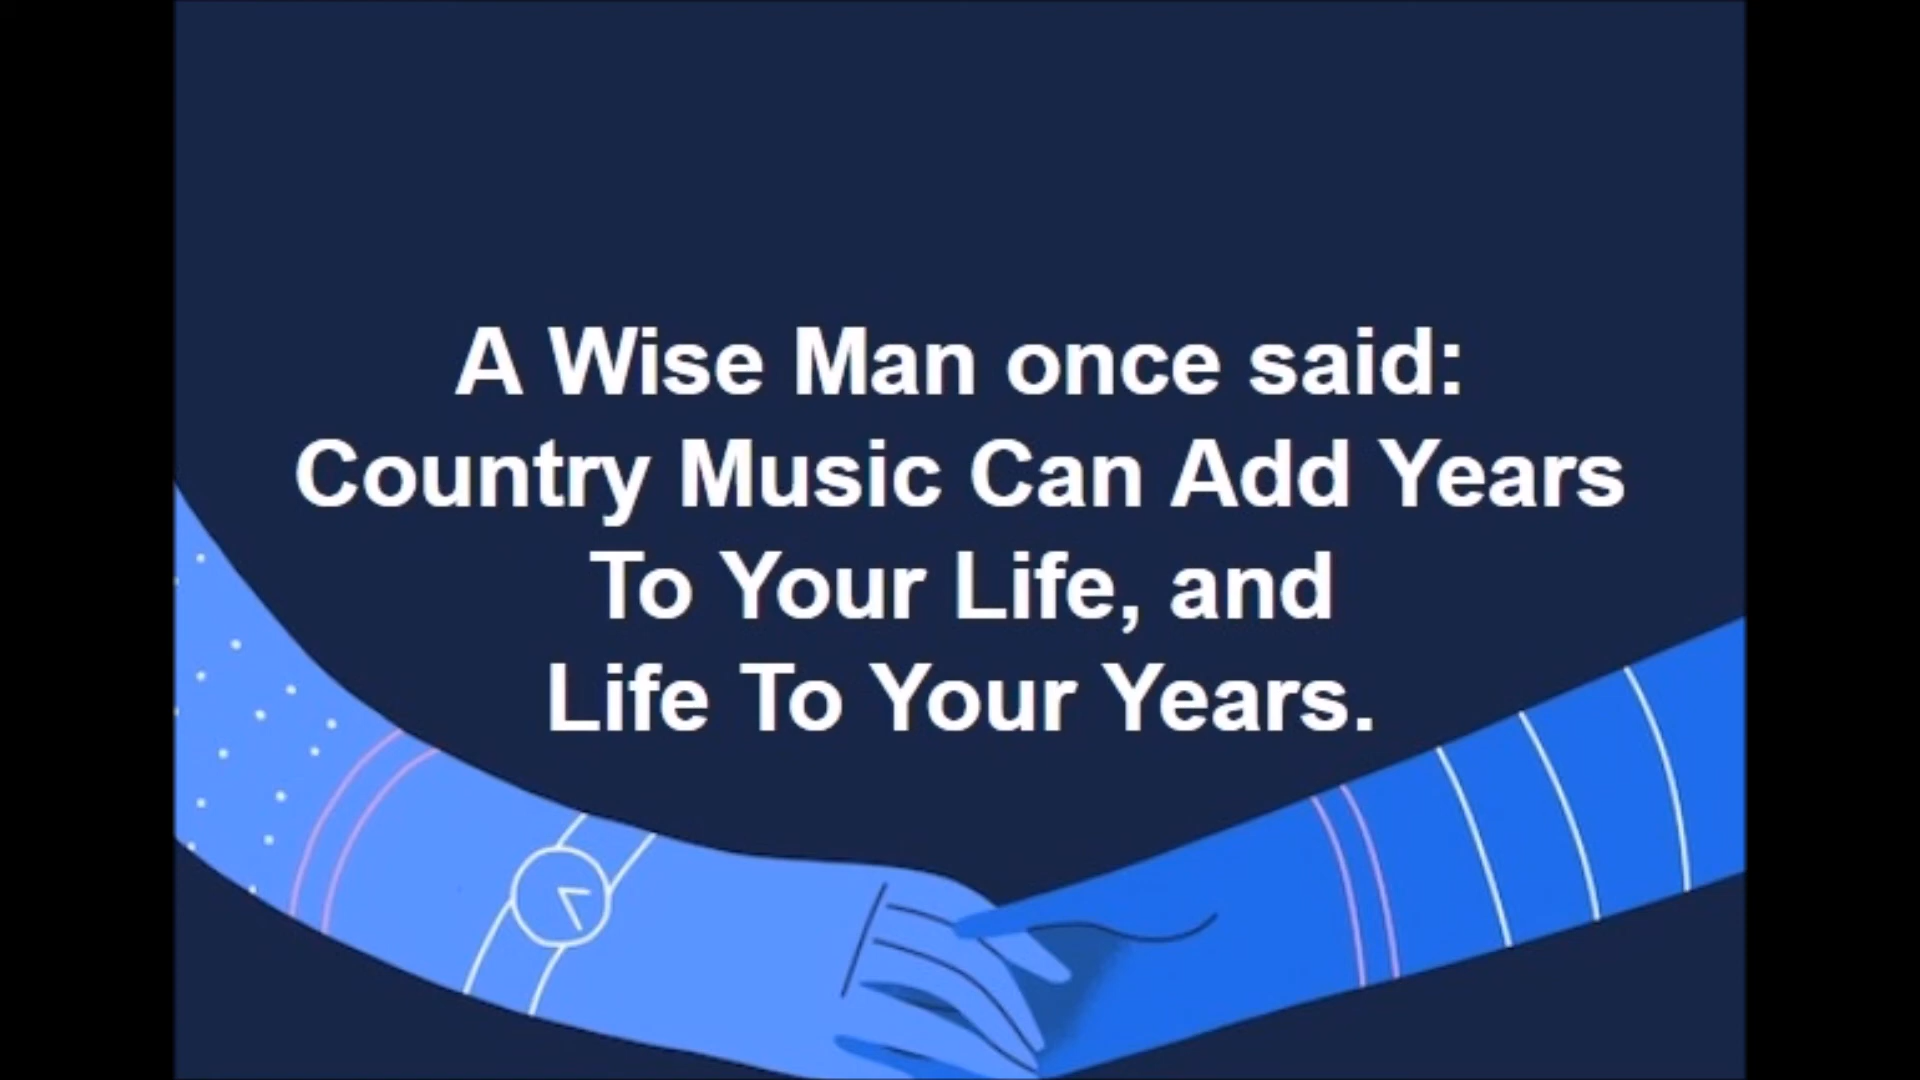 A Wise Man once said:
Country Music Can Add Years
To Your Life, and
Life To Your Years.